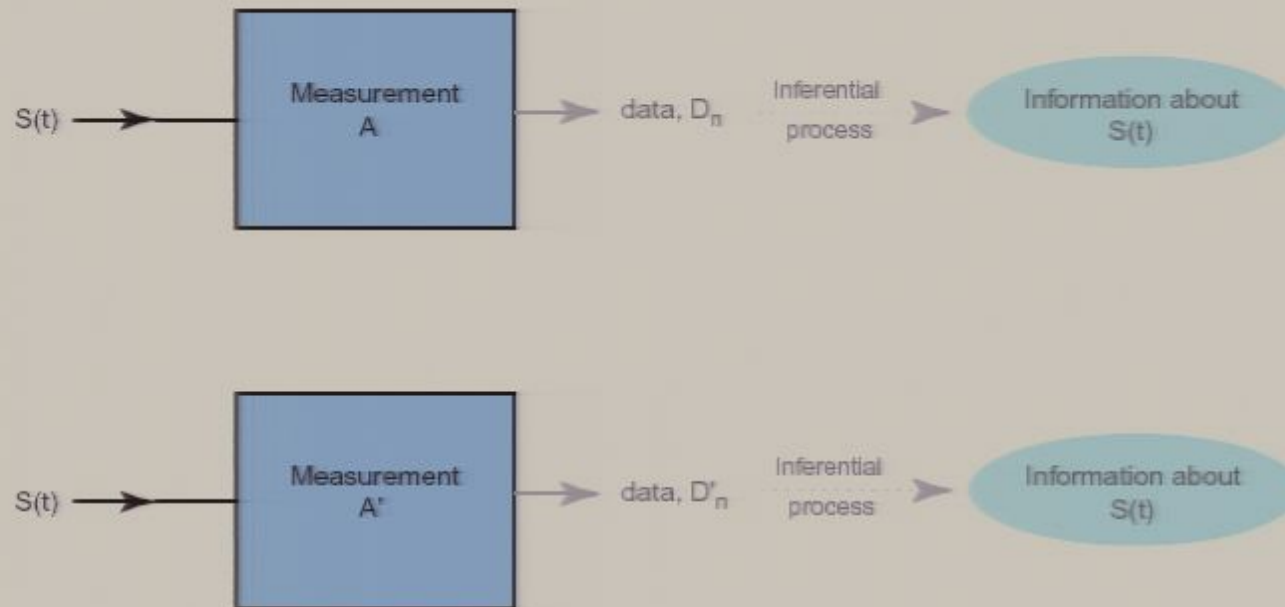 S(t)
Measurement
A
data, Dₙ
Inferential
process
Information about
S(t)
S(t)
Measurement
A'
data, D'ₙ
Inferential
process
Information about
S(t)